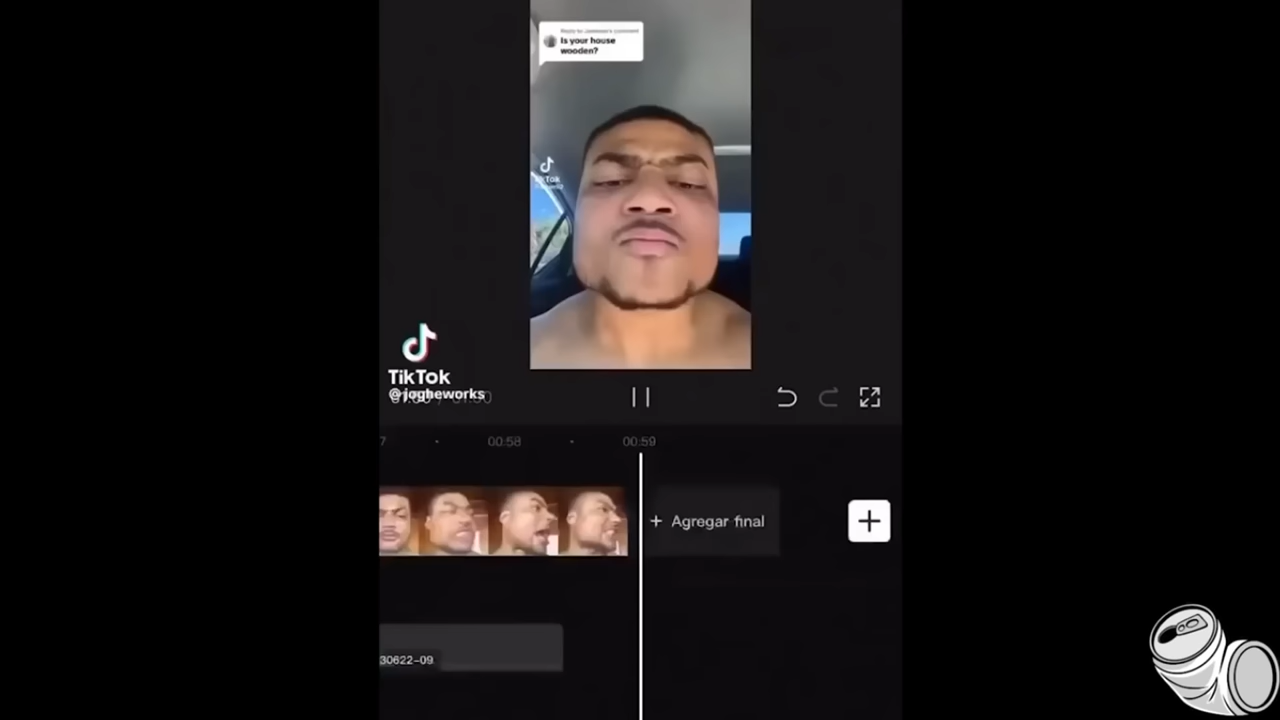 Is your house
wooden?
TikTok
TikTok
@jogheworks
00:58
00:59
+ Agregar final
30622-09